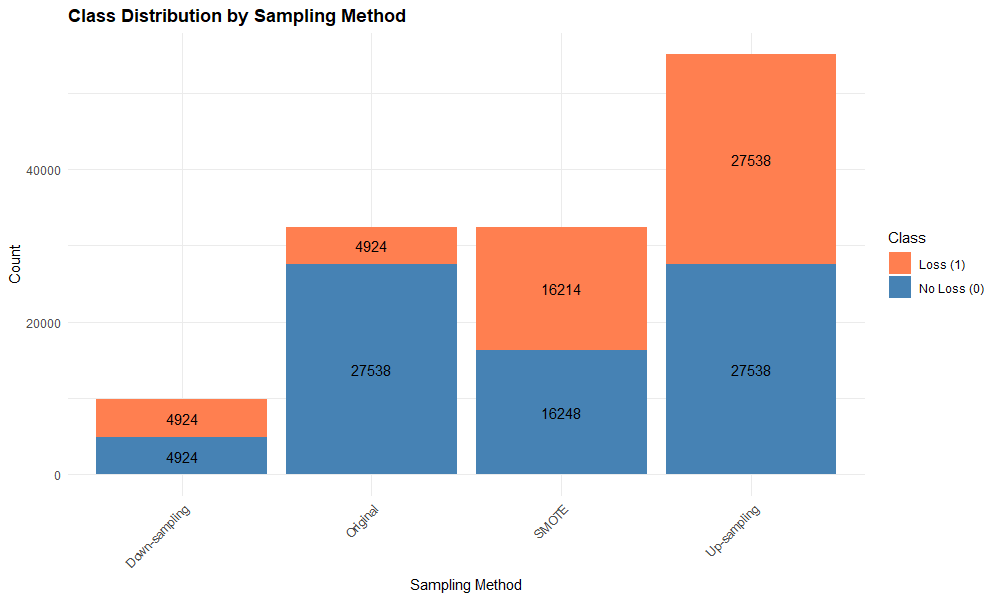 Class Distribution by Sampling Method
Count
40000
20000
0
4924
4924
4924
27538
16214
16248
27538
27538
Down-sampling
Original
SMOTE
Up-sampling
Sampling Method
Class
Loss (1)
No Loss (0)